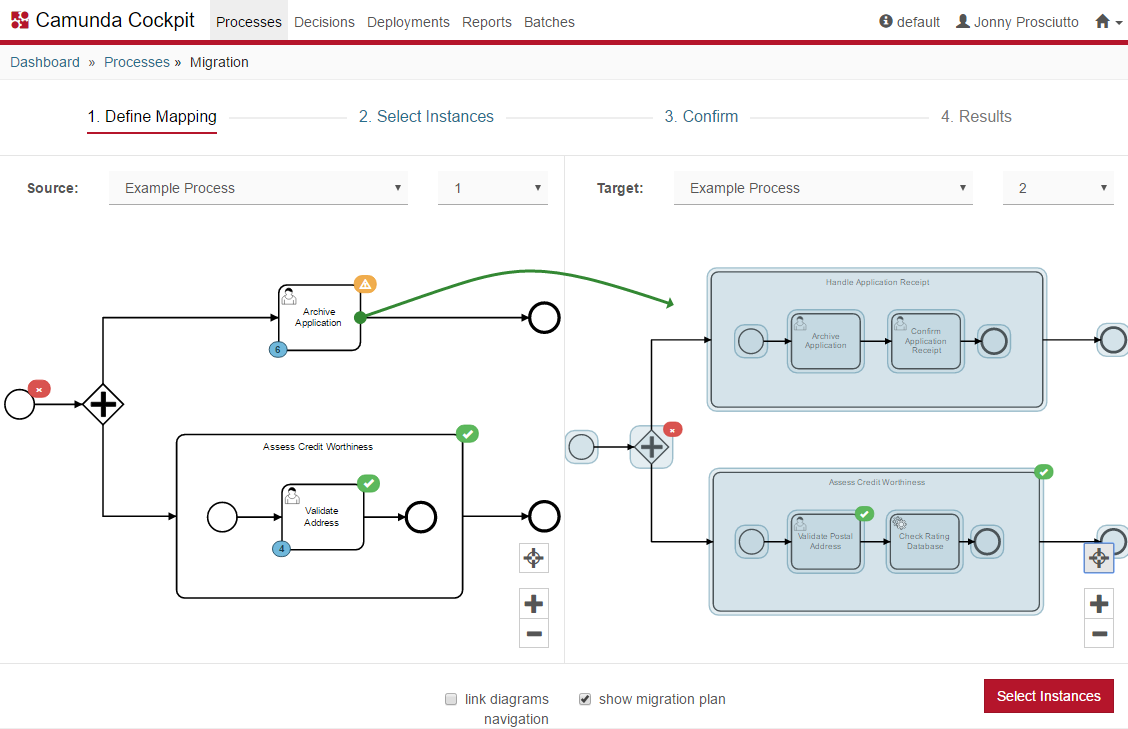 Camunda Cockpit
Processes
Decisions
Deployments
Reports
Batches
default
Jonny Prosciutto
Dashboard » Processes » Migration
1. Define Mapping
2. Select Instances
3. Confirm
4. Results
Source:
Example Process
1
Target:
Example Process
2
Archive
Application
6
Assess Credit Worthiness
Validate
Address
4
Handle Application Receipt
Archive
Application
Confirm
Application
Receipt
Assess Credit Worthiness
Validate Postal
Address
Check Rating
Database
link diagrams
navigation
show migration plan
Select Instances